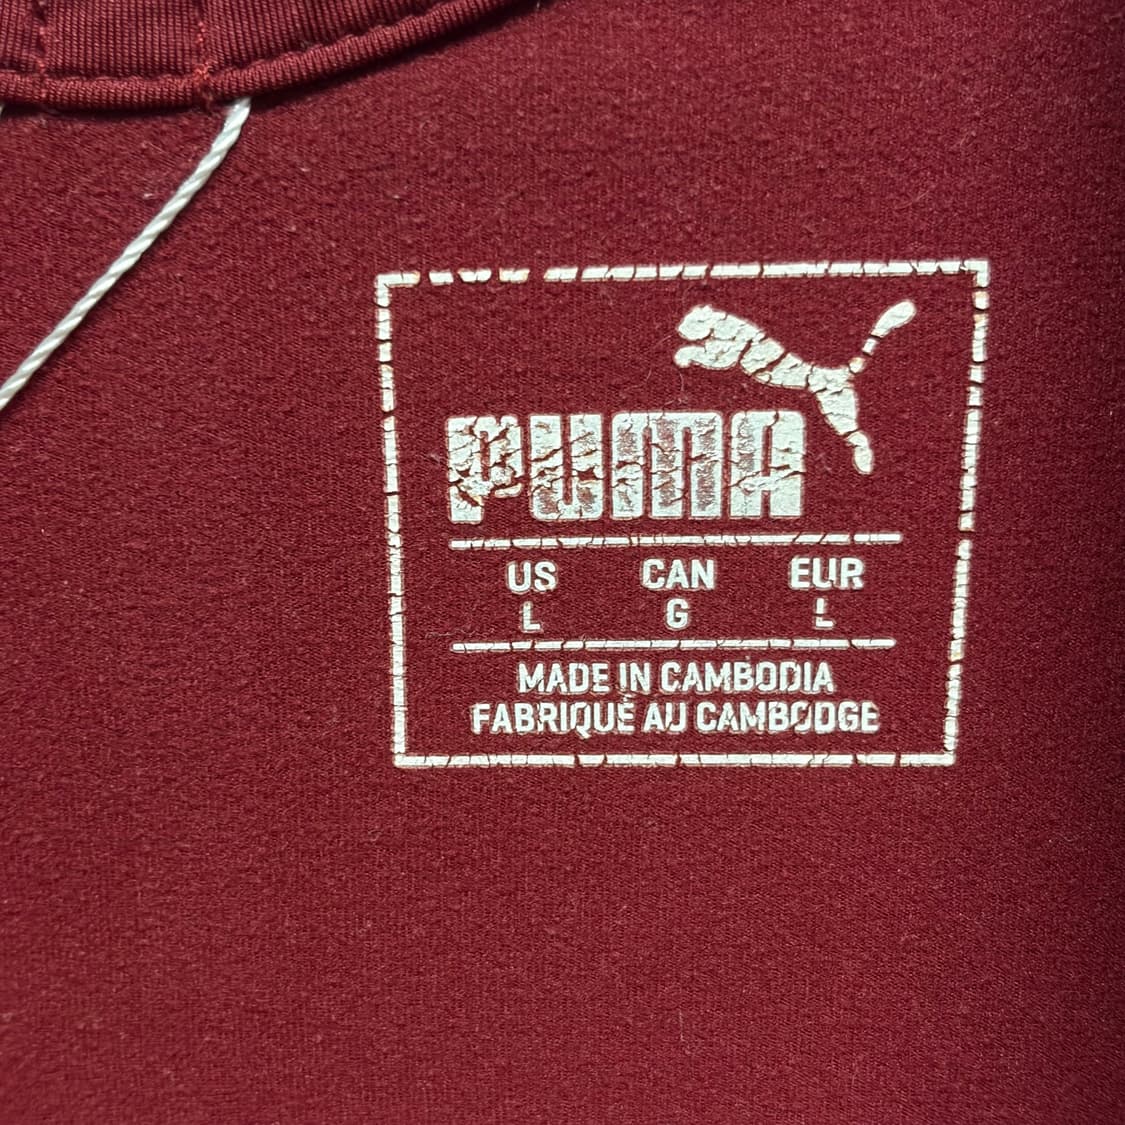 PUMA
US CAN EUR
L G L
MADE IN CAMBODIA
FABRIQUÉ AU CAMBODGE